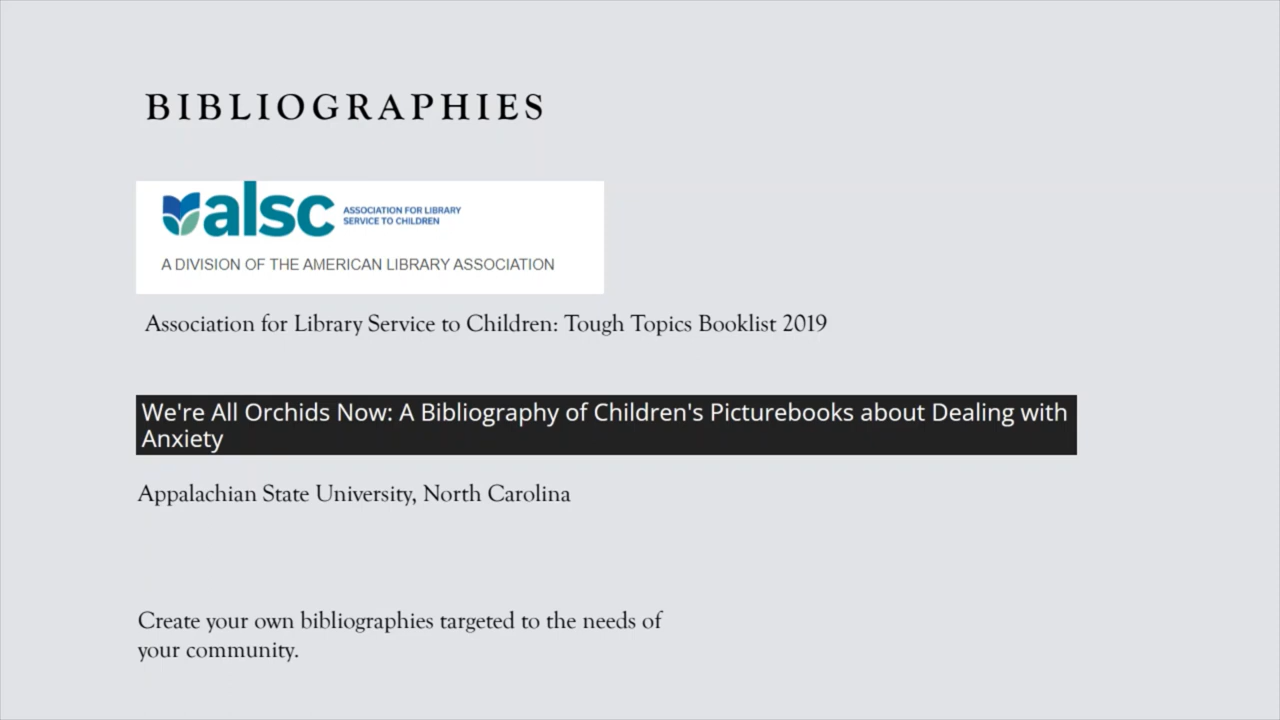 BIBLIOGRAPHIES
alsc ASSOCIATION FOR LIBRARY
SERVICE TO CHILDREN
A DIVISION OF THE AMERICAN LIBRARY ASSOCIATION
Association for Library Service to Children: Tough Topics Booklist 2019
We're All Orchids Now: A Bibliography of Children's Picturebooks about Dealing with
Anxiety
Appalachian State University, North Carolina
Create your own bibliographies targeted to the needs of
your community.